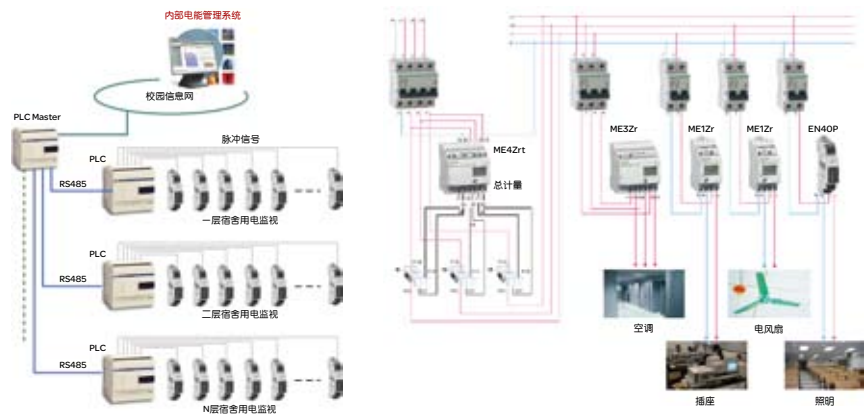 内部电能管理系统
校园信息网
PLC Master
脉冲信号
PLC
RS485
一层宿舍用电监视
PLC
RS485
二层宿舍用电监视
PLC
RS485
N层宿舍用电监视
ME4Zrt
总计量
ME3Zr
ME1Zr
ME1Zr
EN40P
空调
电风扇
插座
照明